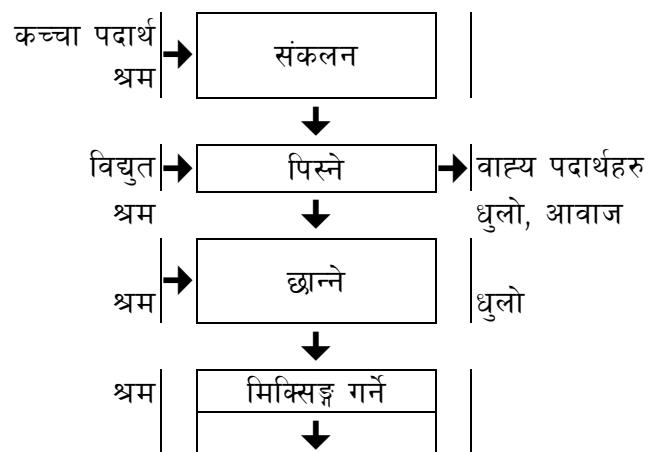 कच्चा पदार्थ
श्रम
संकलन
विद्युत
पिस्ने
वाह्य पदार्थहरु
श्रम
धुलो, आवाज
छान्ने
श्रम
धुलो
श्रम
मिक्सिङ्ग गर्ने